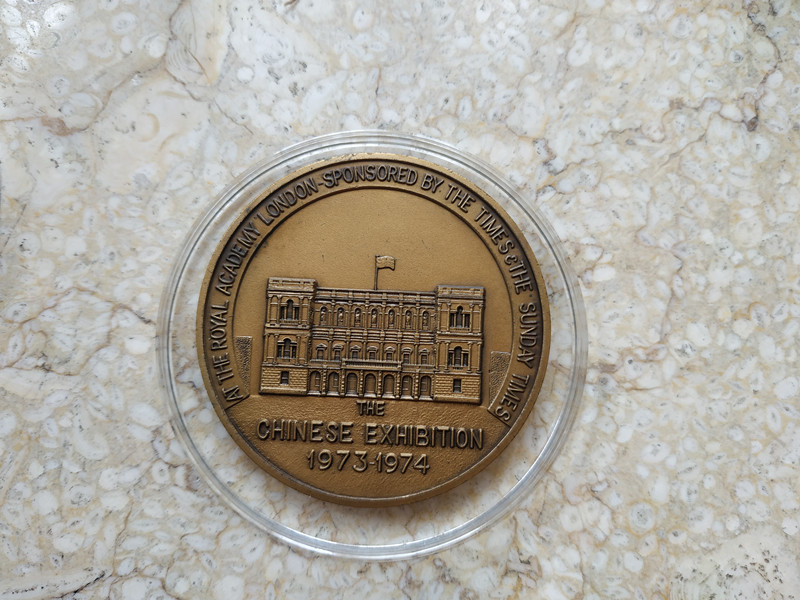 AT THE ROYAL ACADEMY LONDON-SPONSORED BY THE TIMES & THE SUNDAY TIMES
THE
CHINESE EXHIBITION
1973-1974